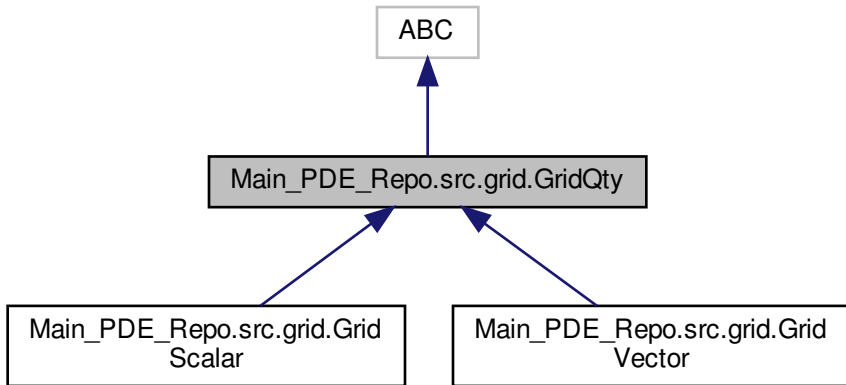 ABC
Main_PDE_Repo.src.grid.GridQty
Main_PDE_Repo.src.grid.Grid
Scalar
Main_PDE_Repo.src.grid.Grid
Vector